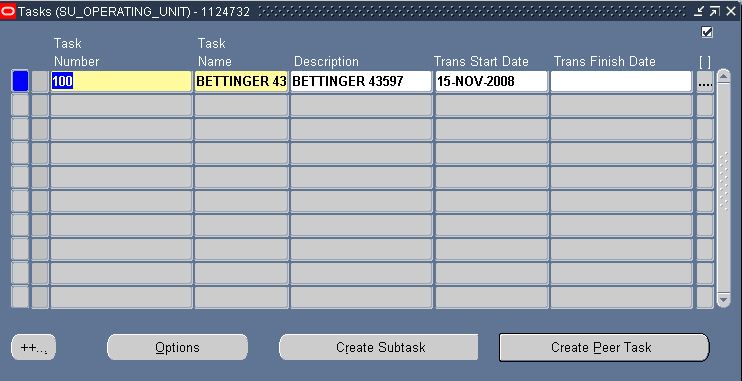 Tasks (SU_OPERATING_UNIT) - 1124732
Task Number
Task Name
Description
Trans Start Date
Trans Finish Date
[ ]
100
BETTINGER 43
BETTINGER 43597
15-NOV-2008
....
++...
Options
Create Subtask
Create Peer Task